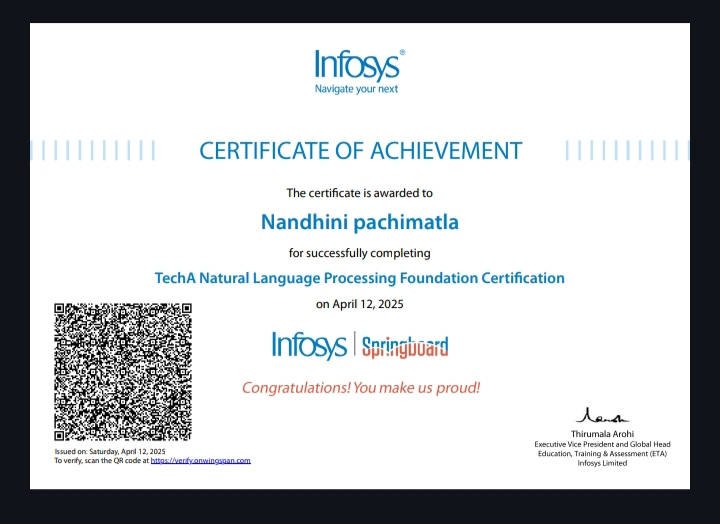 Infosys®
Navigate your next
CERTIFICATE OF ACHIEVEMENT
The certificate is awarded to
Nandhini pachimatla
for successfully completing
TechA Natural Language Processing Foundation Certification
on April 12, 2025
Infosys | Springboard
Congratulations! You make us proud!
Issued on: Saturday, April 12, 2025
To verify, scan the QR code at https://verify.onwingspan.com
Thirumala Arohi
Executive Vice President and Global Head
Education, Training & Assessment (ETA)
Infosys Limited